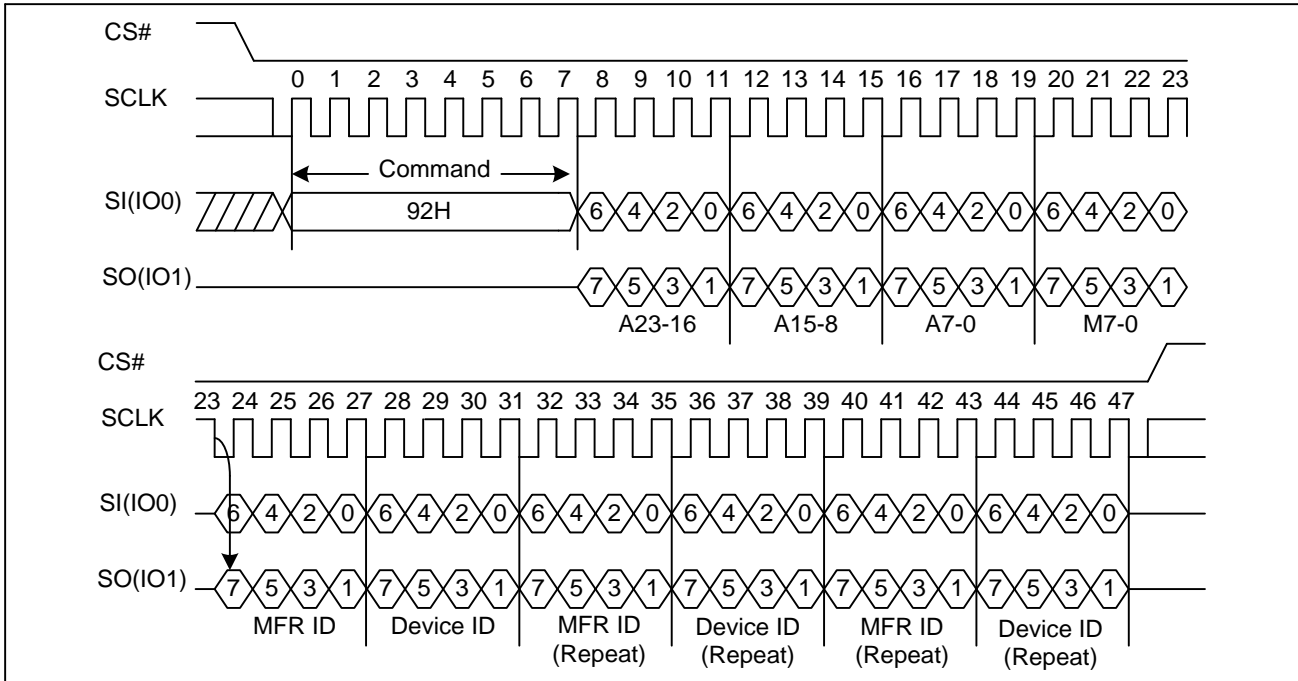 CS#
0 1 2 3 4 5 6 7 8 9 10 11 12 13 14 15 16 17 18 19 20 21 22 23
SCLK
Command
SI(IO0)
92H 6 4 2 0 6 4 2 0 6 4 2 0 6 4 2 0
SO(IO1)
7 5 3 1 7 5 3 1 7 5 3 1 7 5 3 1
A23-16 A15-8 A7-0 M7-0
CS#
23 24 25 26 27 28 29 30 31 32 33 34 35 36 37 38 39 40 41 42 43 44 45 46 47
SCLK
SI(IO0)
6 4 2 0 6 4 2 0 6 4 2 0 6 4 2 0 6 4 2 0 6 4 2 0
SO(IO1)
7 5 3 1 7 5 3 1 7 5 3 1 7 5 3 1 7 5 3 1 7 5 3 1
MFR ID Device ID MFR ID Device ID MFR ID Device ID
(Repeat) (Repeat) (Repeat) (Repeat)